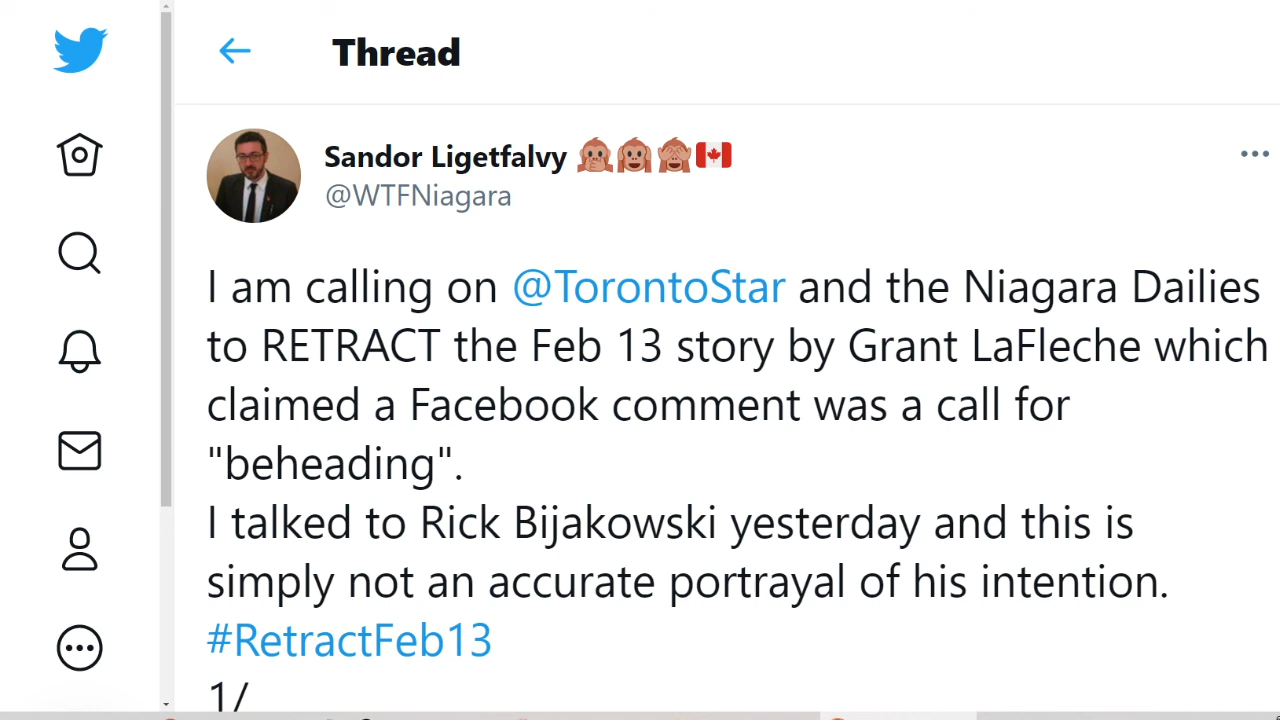 Thread
Sandor Ligetfalvy 🙊🙉🙈🇨🇦
@WTFNiagara
I am calling on @TorontoStar and the Niagara Dailies
to RETRACT the Feb 13 story by Grant LaFleche which
claimed a Facebook comment was a call for
"beheading".
I talked to Rick Bijakowski yesterday and this is
simply not an accurate portrayal of his intention.
#RetractFeb13
1/